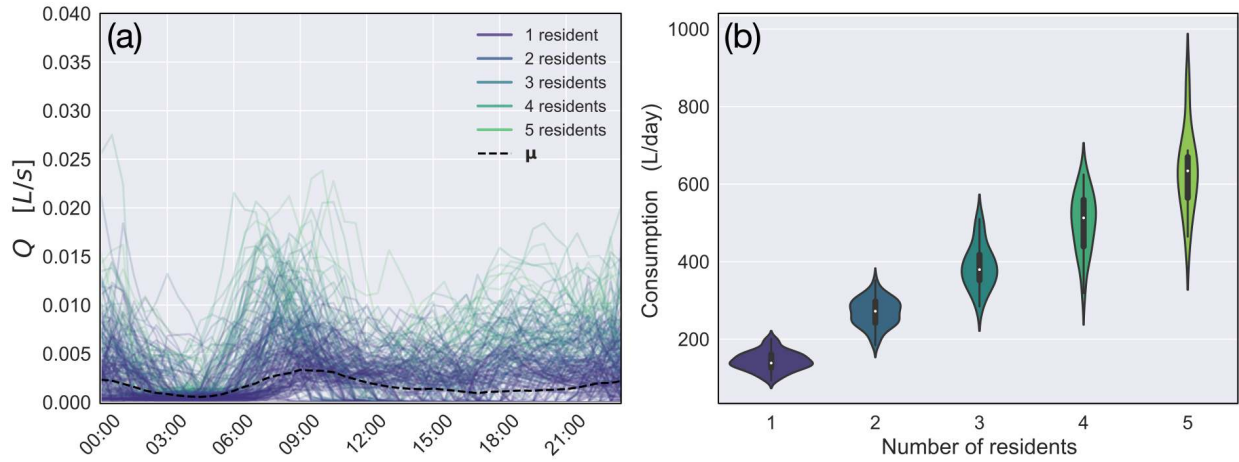 (a)
Q [L/s]
0.040
0.035
0.030
0.025
0.020
0.015
0.010
0.005
0.000
00:00
03:00
06:00
09:00
12:00
15:00
18:00
21:00
1 resident
2 residents
3 residents
4 residents
5 residents
μ
(b)
Consumption (L/day)
1000
800
600
400
200
1
2
3
4
5
Number of residents